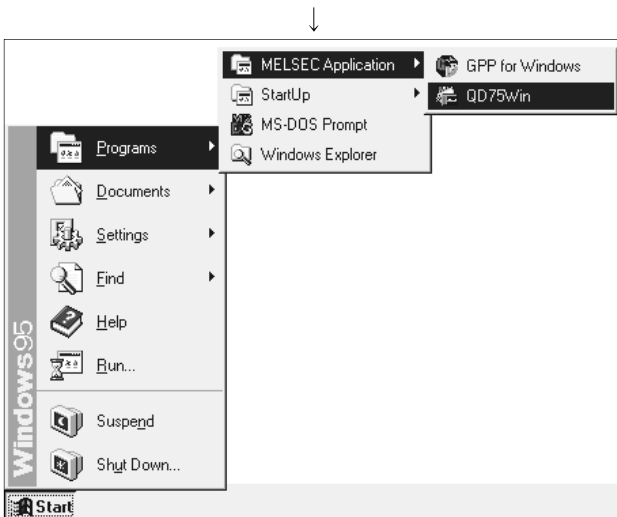 MELSEC Application
GPP for Windows
StartUp
QD75Win
MS-DOS Prompt
Programs
Windows Explorer
Documents
Settings
Find
Help
Run...
Suspend
Shut Down...
Windows95
Start